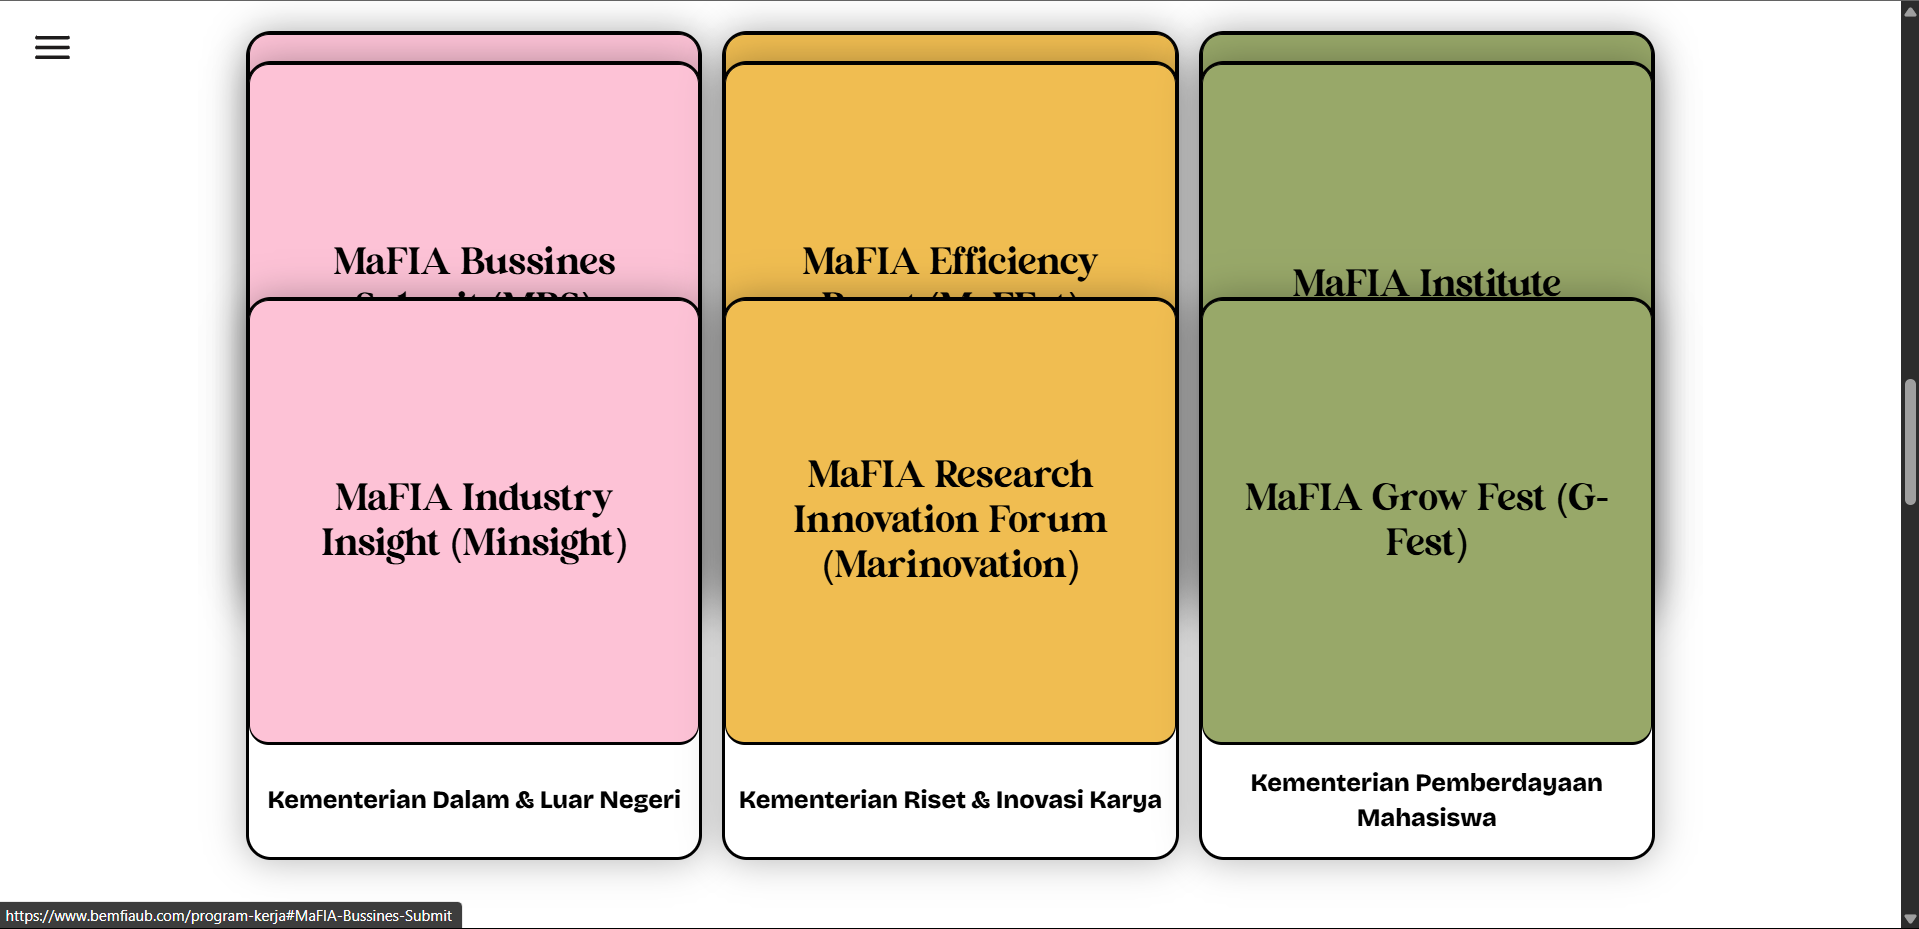 MaFIA Bussines
MaFIA Efficiency
MaFIA Institute
MaFIA Industry
Insight (Minsight)
MaFIA Research
Innovation Forum
(Marinovation)
MaFIA Grow Fest (G-
Fest)
Kementerian Dalam & Luar Negeri
Kementerian Riset & Inovasi Karya
Kementerian Pemberdayaan
Mahasiswa
https://www.bemfiaub.com/program-kerja#MaFIA-Bussines-Submit